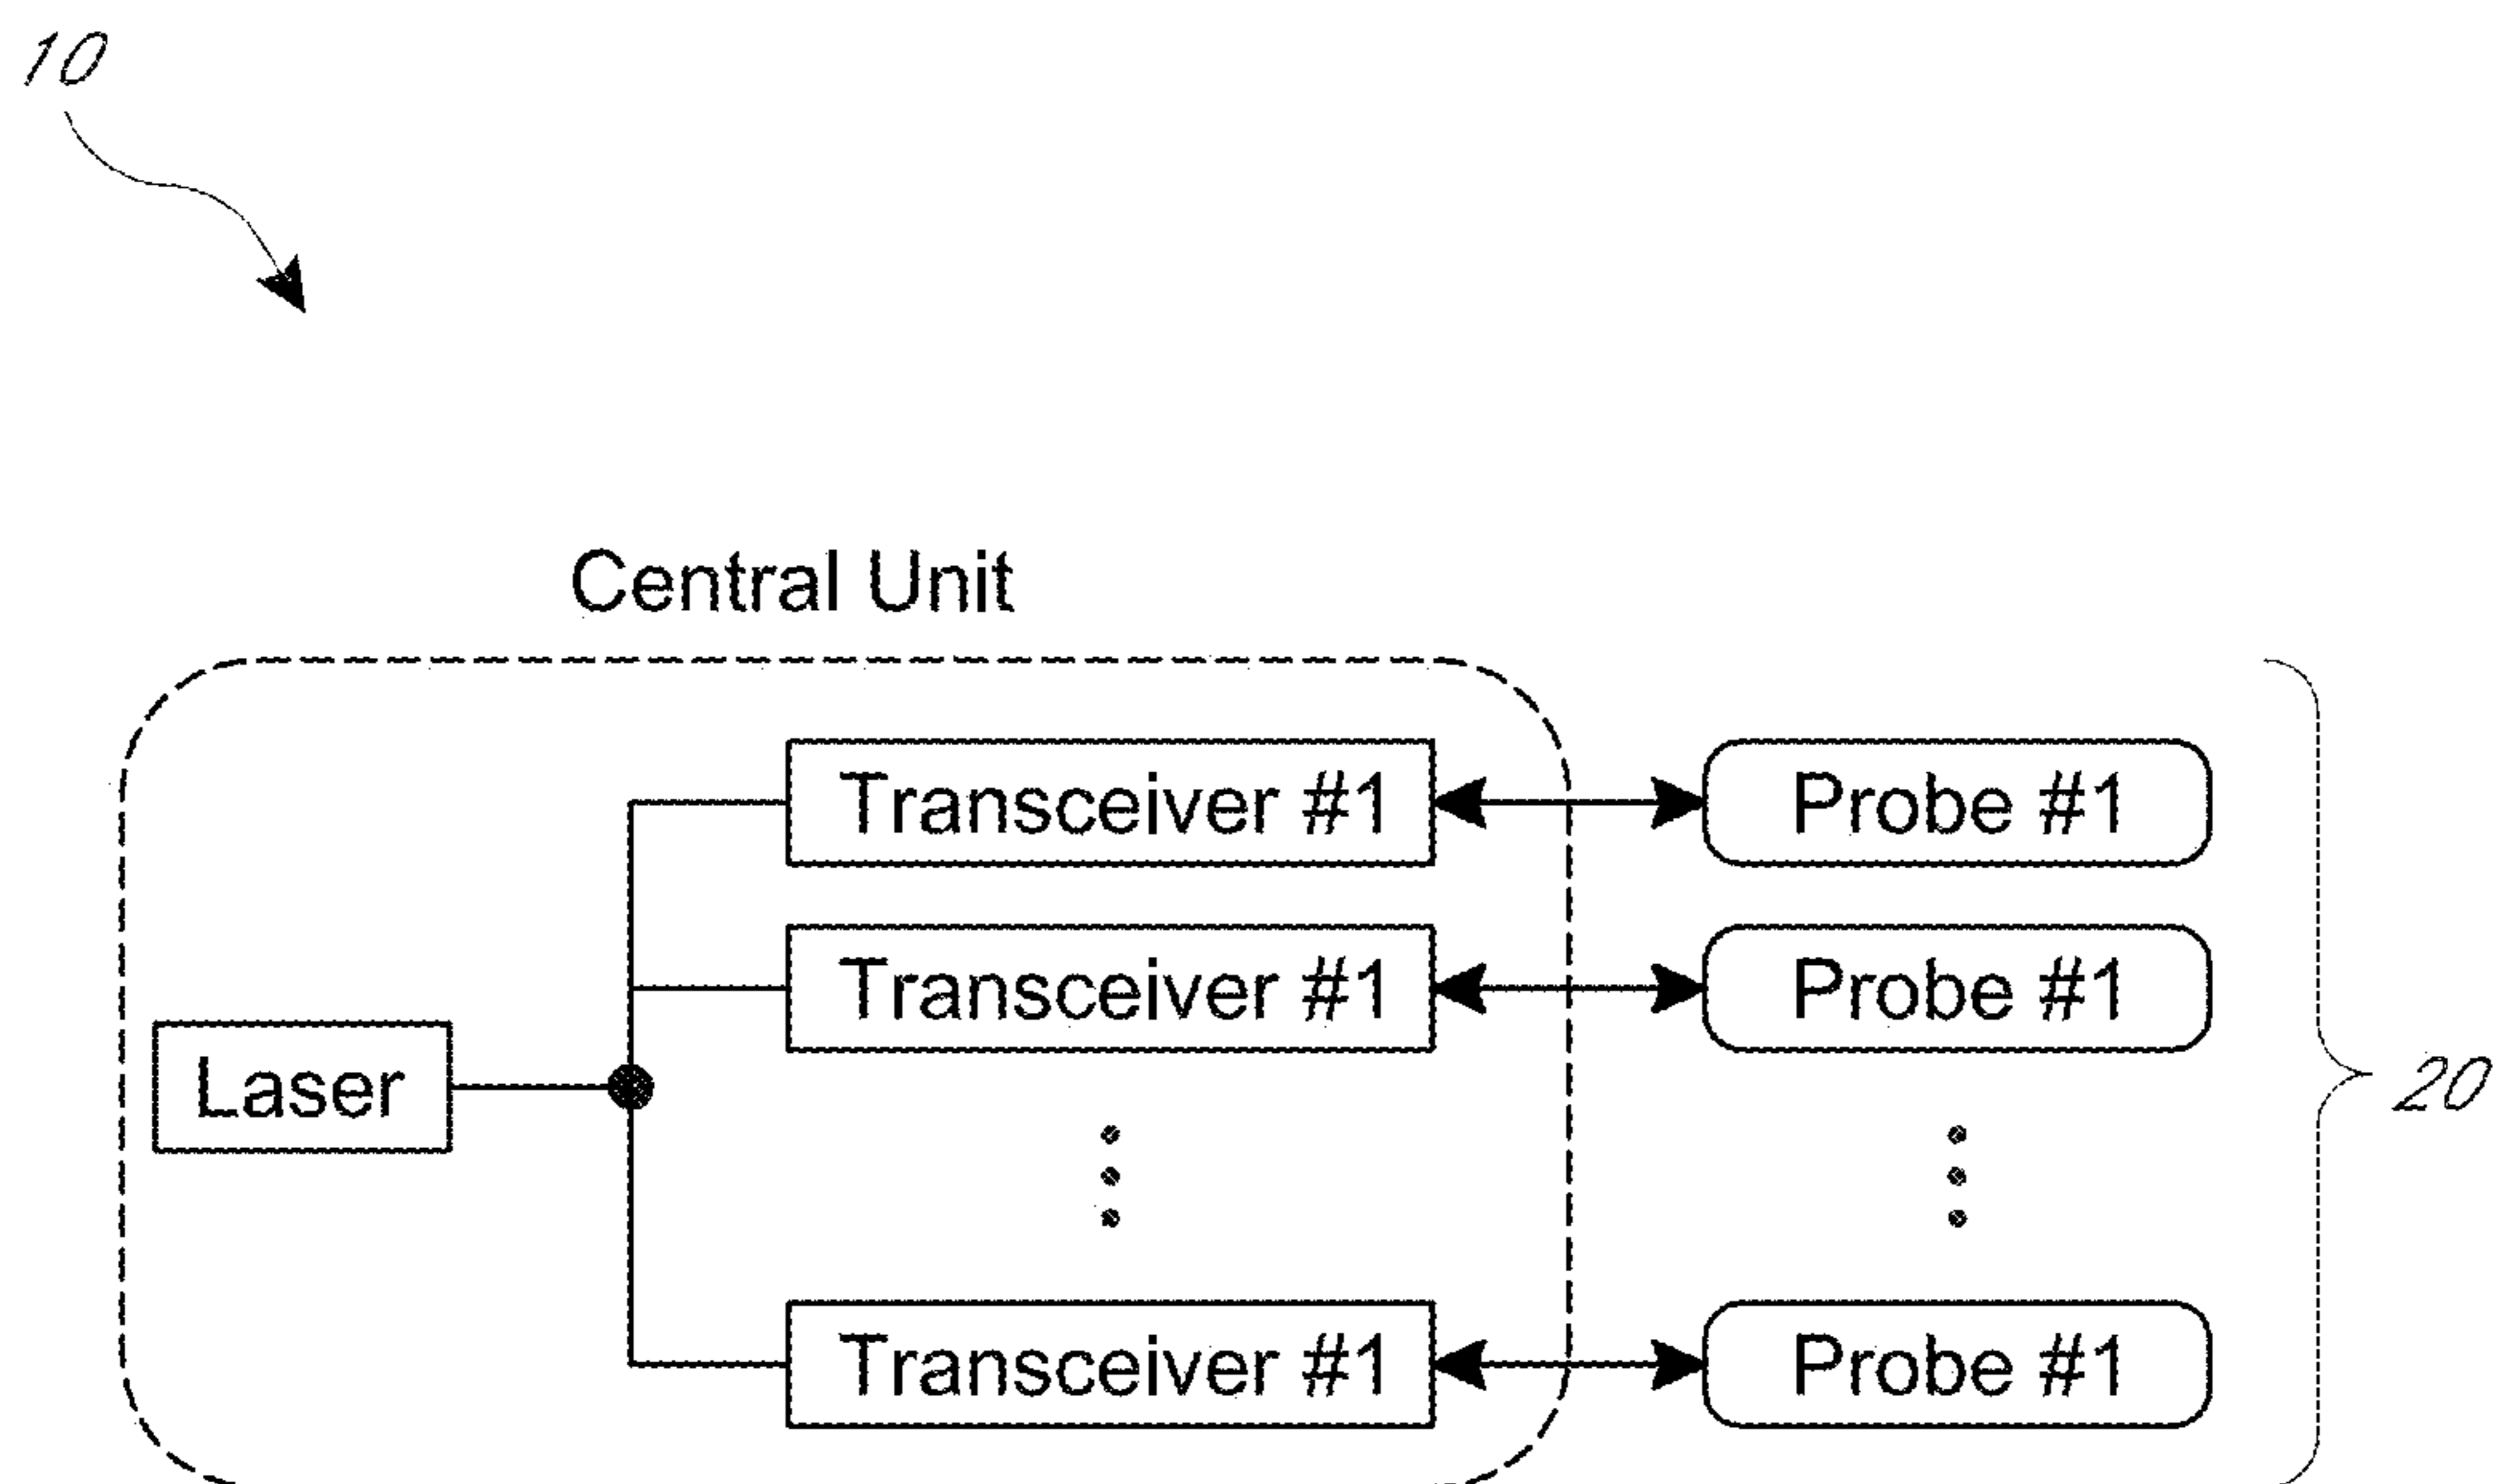 10
Central Unit
Transceiver #1
Probe #1
Transceiver #1
Probe #1
Laser
20
Transceiver #1
Probe #1